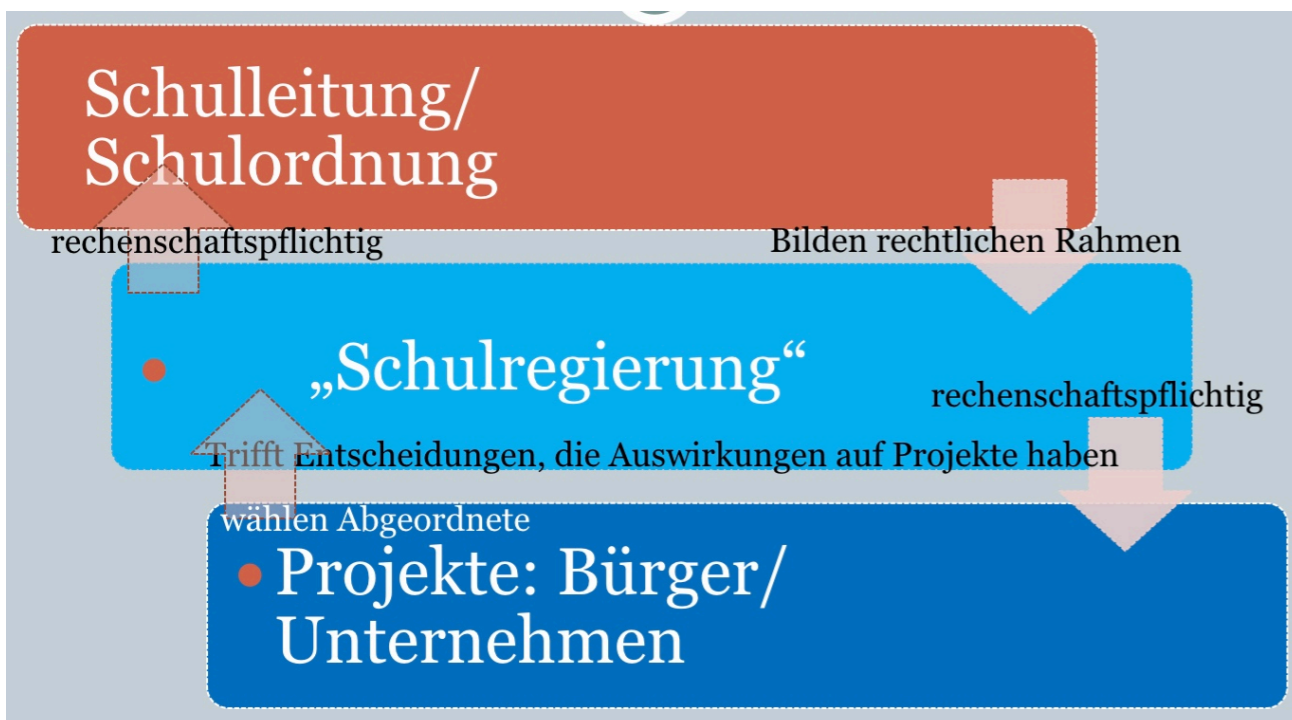 Schulleitung/
Schulordnung
rechenschaftspflichtig
Bilden rechtlichen Rahmen
„Schulregierung“
rechenschaftspflichtig
Trifft Entscheidungen, die Auswirkungen auf Projekte haben
wählen Abgeordnete
Projekte: Bürger/
Unternehmen